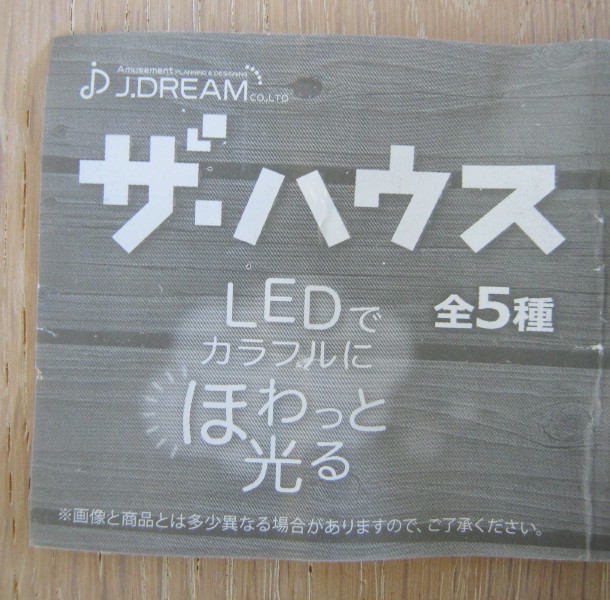 Amusement PLANNING & DESIGNING
J.DREAM CO.,LTD
ザ・ハウス
LEDで
カラフルに
ほわっと
光る
全5種
※画像と商品とは多少異なる場合がありますので、ご了承ください。